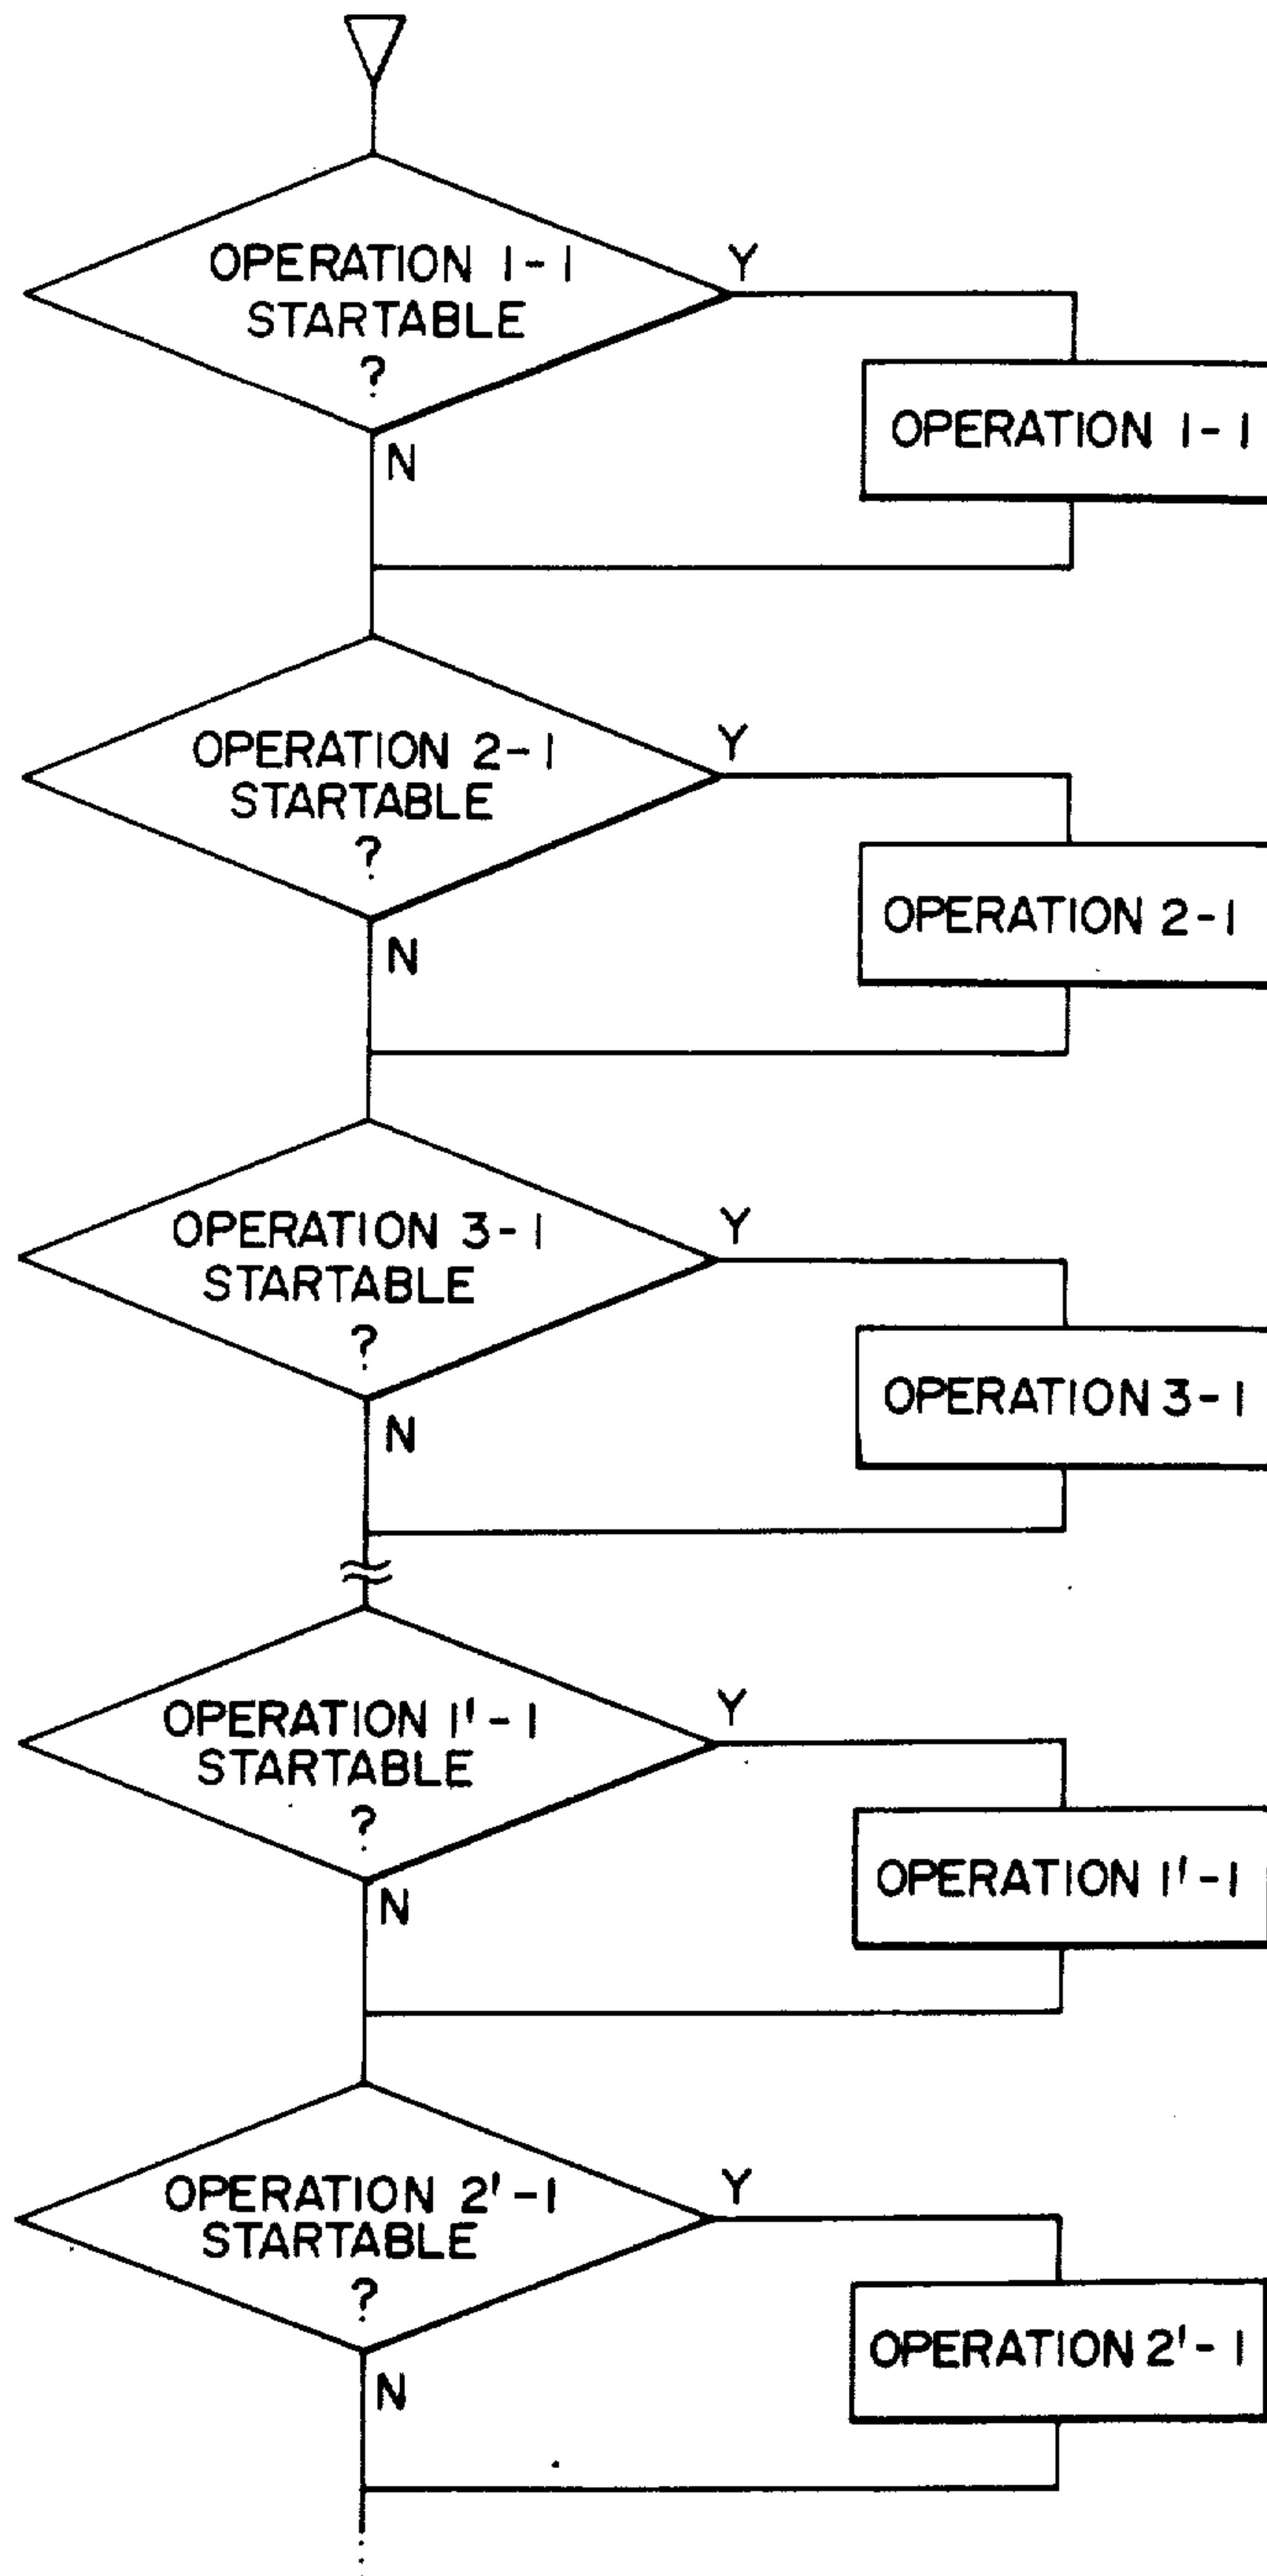 OPERATION 1-1
STARTABLE
?
Y
N
OPERATION 1-1
OPERATION 2-1
STARTABLE
?
Y
N
OPERATION 2-1
OPERATION 3-1
STARTABLE
?
Y
N
OPERATION 3-1
OPERATION 1'-1
STARTABLE
?
Y
N
OPERATION 1'-1
OPERATION 2'-1
STARTABLE
?
Y
N
OPERATION 2'-1